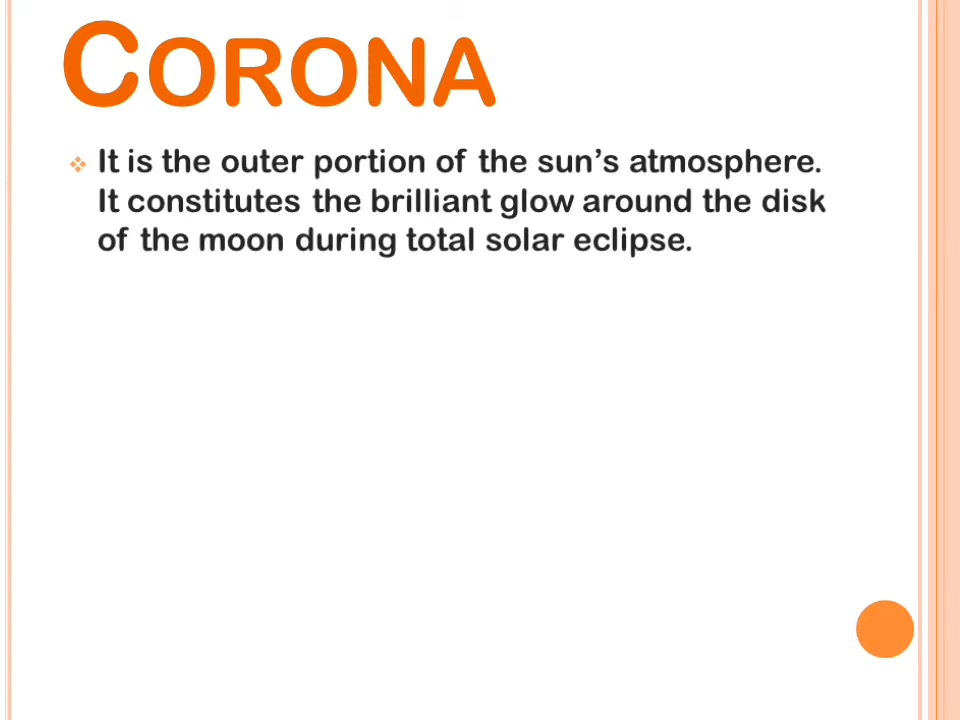 CORONA
It is the outer portion of the sun’s atmosphere.
It constitutes the brilliant glow around the disk
of the moon during total solar eclipse.